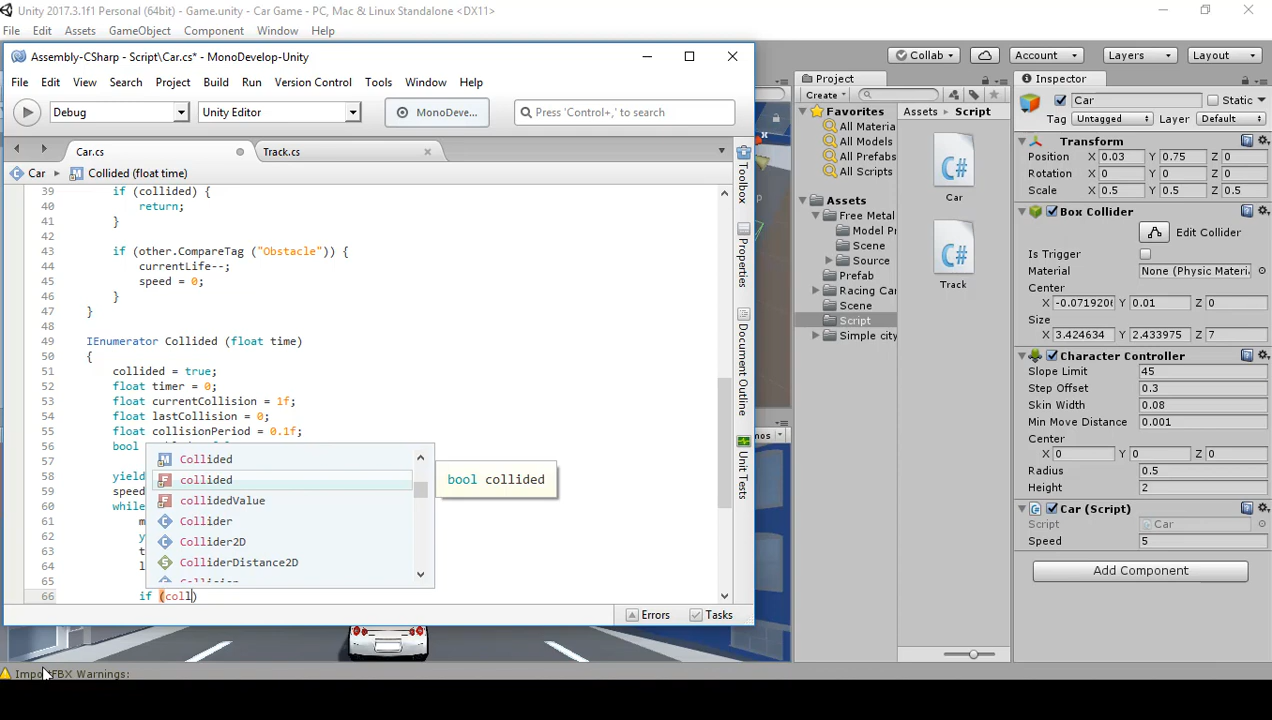 Unity 2017.3.1f1 Personal (64bit) - Game.unity - Car Game - PC, Mac & Linux Standalone <DX11>
File Edit Assets GameObject Component Window Help
Collab Account Layers Layout
Assembly-CSharp - Script\Car.cs* - MonoDevelop-Unity
File Edit View Search Project Build Run Version Control Tools Window Help
Debug Unity Editor MonoDeve... Press 'Control+,' to search
Car.cs Track.cs
Car Collided (float time)
39 if (collided) {
40 return;
41 }
42
43 if (other.CompareTag ("Obstacle")) {
44 currentLife--;
45 speed = 0;
46 }
47 }
48
49 IEnumerator Collided (float time)
50 {
51 collided = true;
52 float timer = 0;
53 float currentCollision = 1f;
54 float lastCollision = 0;
55 float collisionPeriod = 0.1f;
56 bool
57
58 yield
59 speed
60 while
61 m
62 y
63 t
64 l
65
66 if (coll)
Collided
collided
collidedValue
Collider
Collider2D
ColliderDistance2D
Collision
bool collided
Errors Tasks
Toolbox
Properties
Document Outline
Unit Tests
Project
Create
Favorites
All Materia
All Models
All Prefabs
All Scripts
Assets
Free Metal
Model Pr
Scene
Source
Prefab
Racing Ca
Scene
Script
Simple city
Assets Script
Car
Track
Inspector
Car Static
Tag Untagged Layer Default
Transform
Position X 0.03 Y 0.75 Z 0
Rotation X 0 Y 0 Z 0
Scale X 0.5 Y 0.5 Z 0.5
Box Collider
Edit Collider
Is Trigger
Material None (Physic Materi
Center
X -0.071920 Y 0.01 Z 0
Size
X 3.424634 Y 2.433975 Z 7
Character Controller
Slope Limit 45
Step Offset 0.3
Skin Width 0.08
Min Move Distance 0.001
Center
X 0 Y 0 Z 0
Radius 0.5
Height 2
Car (Script)
Script Car
Speed 5
Add Component
FBX Warnings: